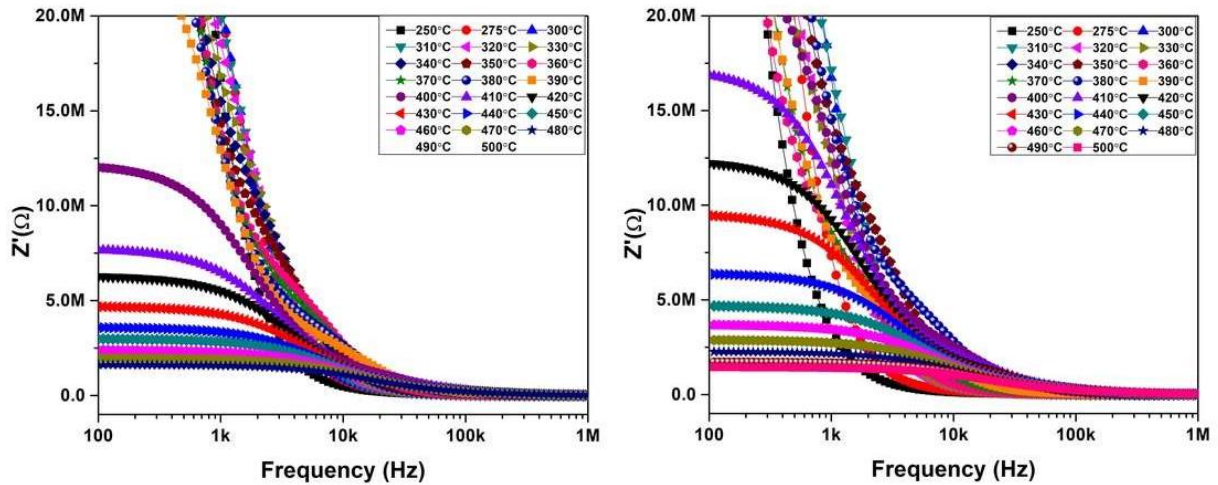 20.0M
15.0M
10.0M
5.0M
0.0
Z'(Ω)
250°C 275°C 300°C
310°C 320°C 330°C
340°C 350°C 360°C
370°C 380°C 390°C
400°C 410°C 420°C
430°C 440°C 450°C
460°C 470°C 480°C
490°C 500°C
100 1k 10k 100k 1M
Frequency (Hz)
20.0M
15.0M
10.0M
5.0M
0.0
Z'(Ω)
250°C 275°C 300°C
310°C 320°C 330°C
340°C 350°C 360°C
370°C 380°C 390°C
400°C 410°C 420°C
430°C 440°C 450°C
460°C 470°C 480°C
490°C 500°C
100 1k 10k 100k 1M
Frequency (Hz)